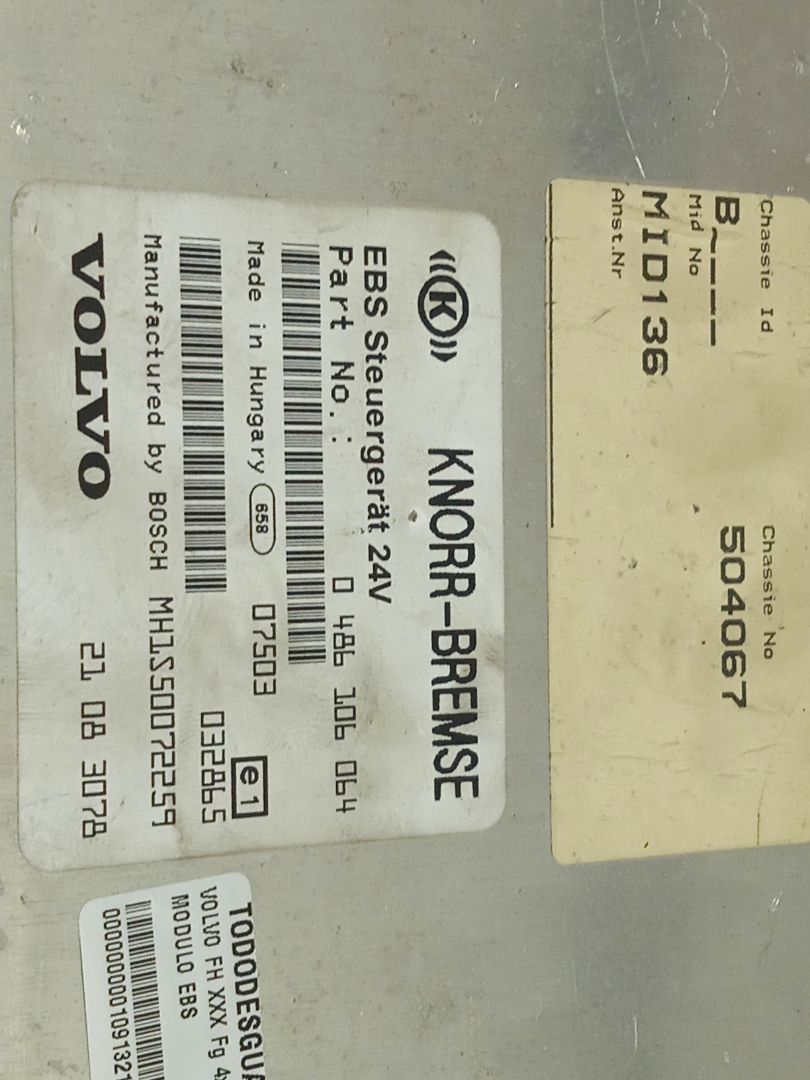 Chassie Id Chassie No
B~--- 504067
Mid No
MID136
Anst.Nr
K KNORR-BREMSE
EBS Steuergerät 24V
Part No.: 0 486 106 064
Made in Hungary 658 07503 e1
032865
Manufactured by BOSCH MH1S50072259
VOLVO 21 08 3078
TODODESGUA
VOLVO FH XXX Fg
MODULO EBS